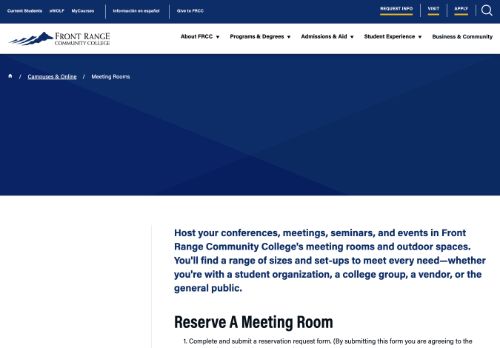 Current Students eWOLF MyCourses Información en español Give to FRCC REQUEST INFO VISIT APPLY
FRONT RANGE
COMMUNITY COLLEGE
About FRCC ▼ Programs & Degrees ▼ Admissions & Aid ▼ Student Experience ▼ Business & Community
/ Campuses & Online / Meeting Rooms
Host your conferences, meetings, seminars, and events in Front
Range Community College's meeting rooms and outdoor spaces.
You'll find a range of sizes and set-ups to meet every need—whether
you're with a student organization, a college group, a vendor, or the
general public.
Reserve A Meeting Room
1. Complete and submit a reservation request form. (By submitting this form you are agreeing to the